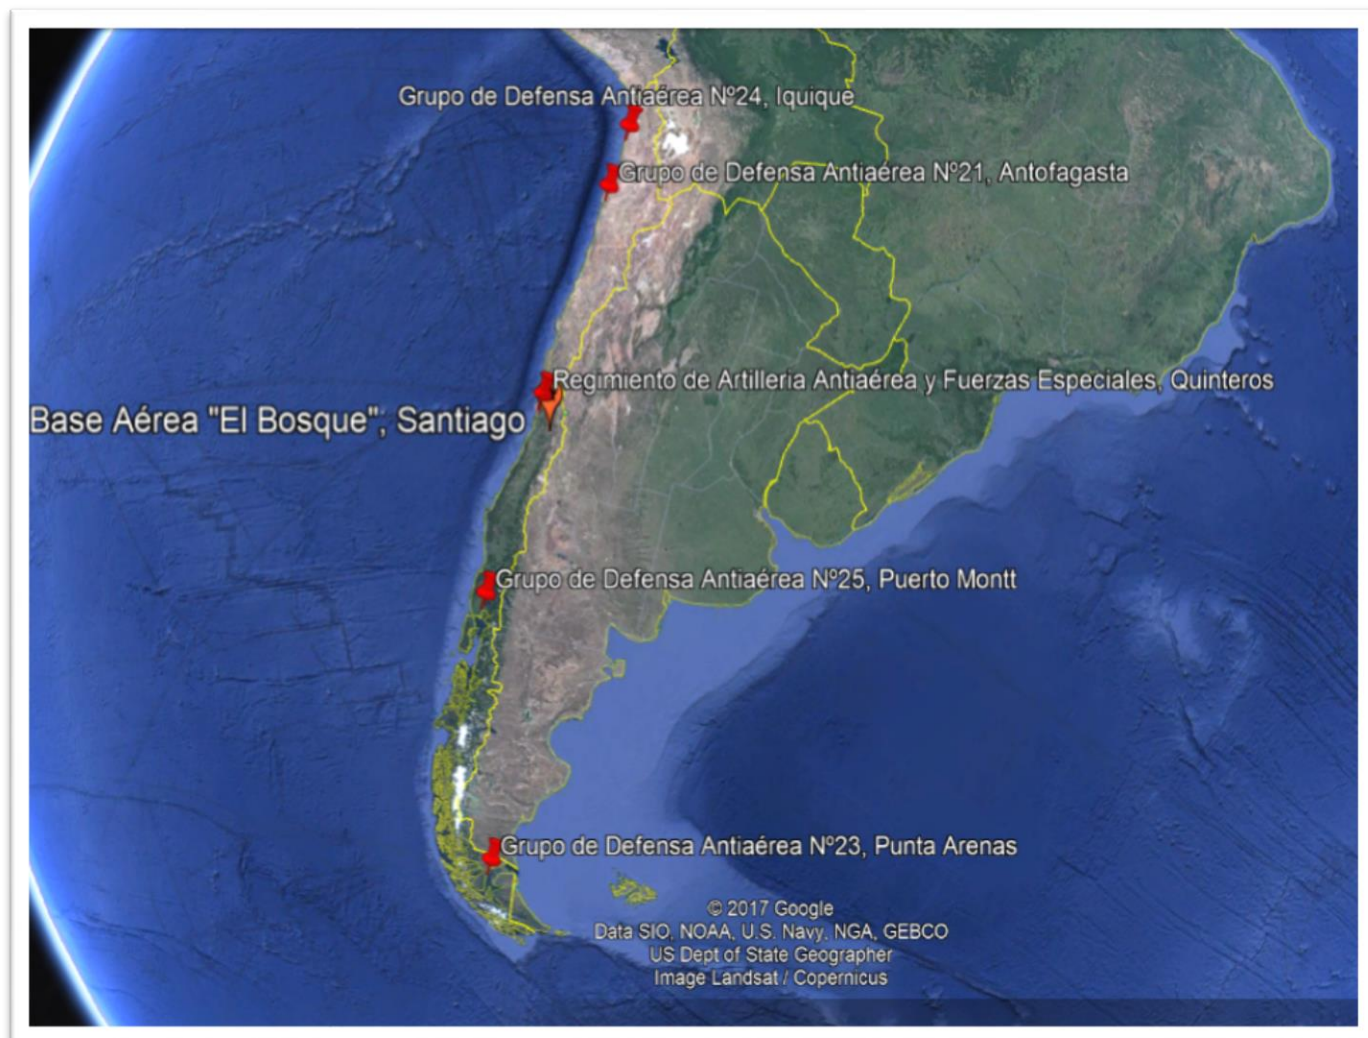 Grupo de Defensa Antiaérea Nº24, Iquique
Grupo de Defensa Antiaérea Nº21, Antofagasta
Regimiento de Artilleria Antiaérea y Fuerzas Especiales, Quinteros
Base Aérea "El Bosque", Santiago
Grupo de Defensa Antiaérea Nº25, Puerto Montt
Grupo de Defensa Antiaérea Nº23, Punta Arenas
© 2017 Google
Data SIO, NOAA, U.S. Navy, NGA, GEBCO
US Dept of State Geographer
Image Landsat / Copernicus